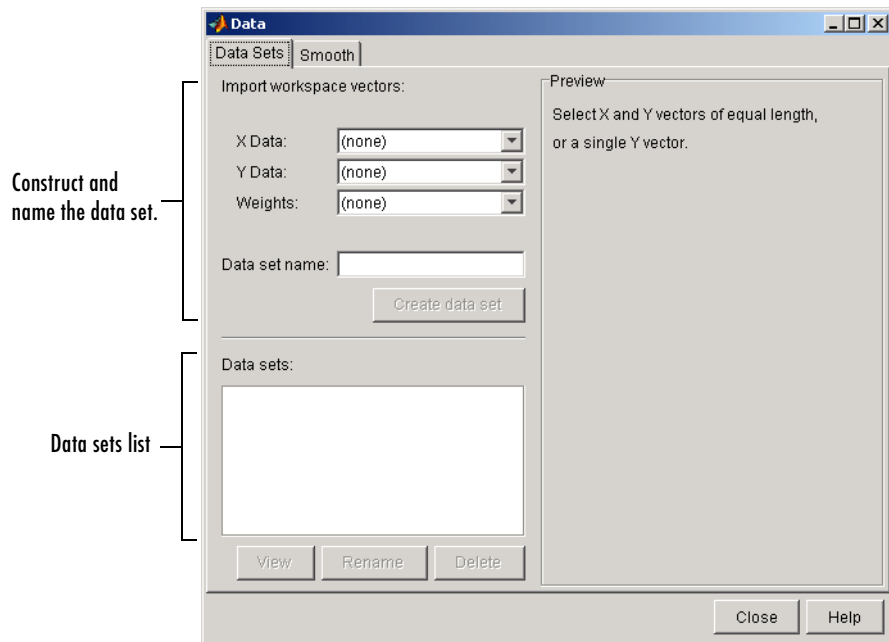 Data
Data Sets
Smooth
Import workspace vectors:
X Data: (none)
Y Data: (none)
Weights: (none)
Data set name:
Create data set
Construct and
name the data set.
Preview
Select X and Y vectors of equal length,
or a single Y vector.
Data sets:
Data sets list
View Rename Delete
Close Help